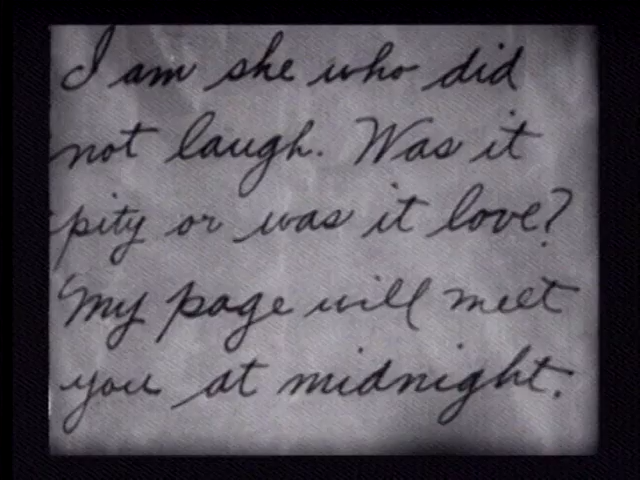 I am she who did
not laugh. Was it
pity or was it love?
My page will meet
you at midnight.